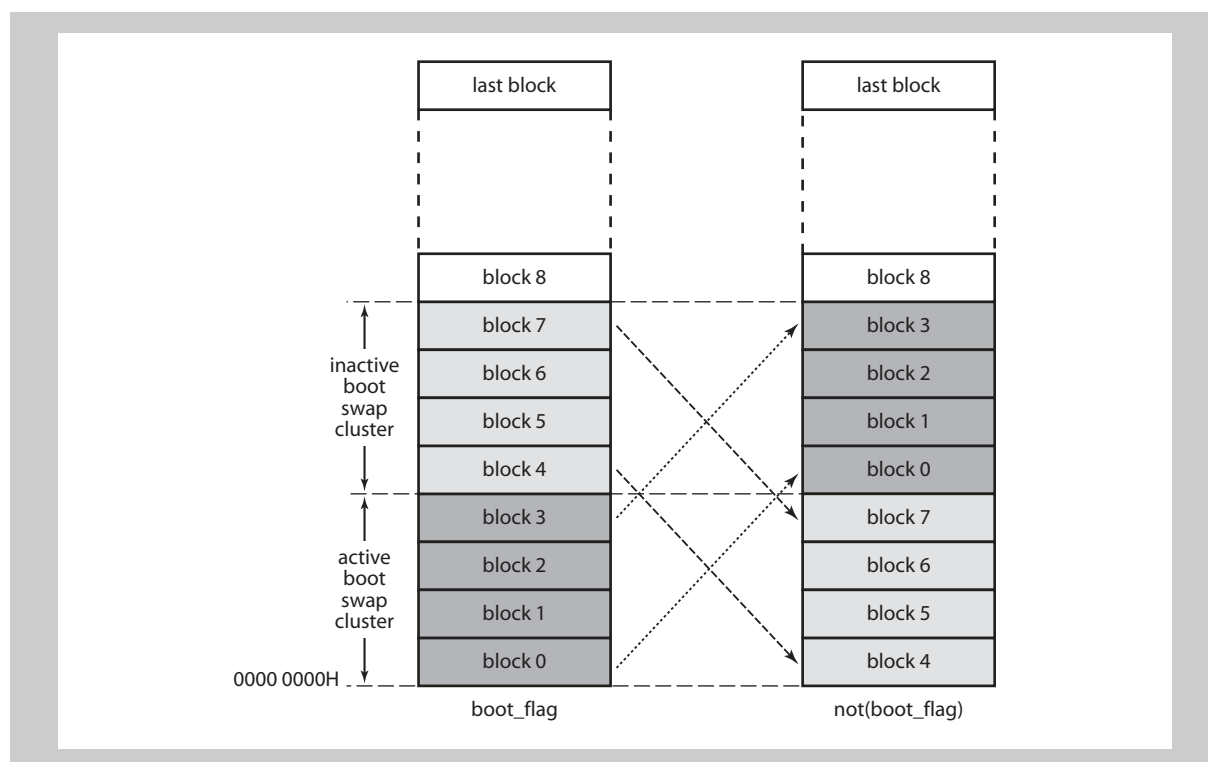 last block
last block
block 8
block 8
block 7
block 3
inactive
boot
swap
cluster
block 6
block 2
block 5
block 1
block 4
block 0
block 3
block 7
active
boot
swap
cluster
block 2
block 6
block 1
block 5
block 0
block 4
0000 0000H
boot_flag
not(boot_flag)